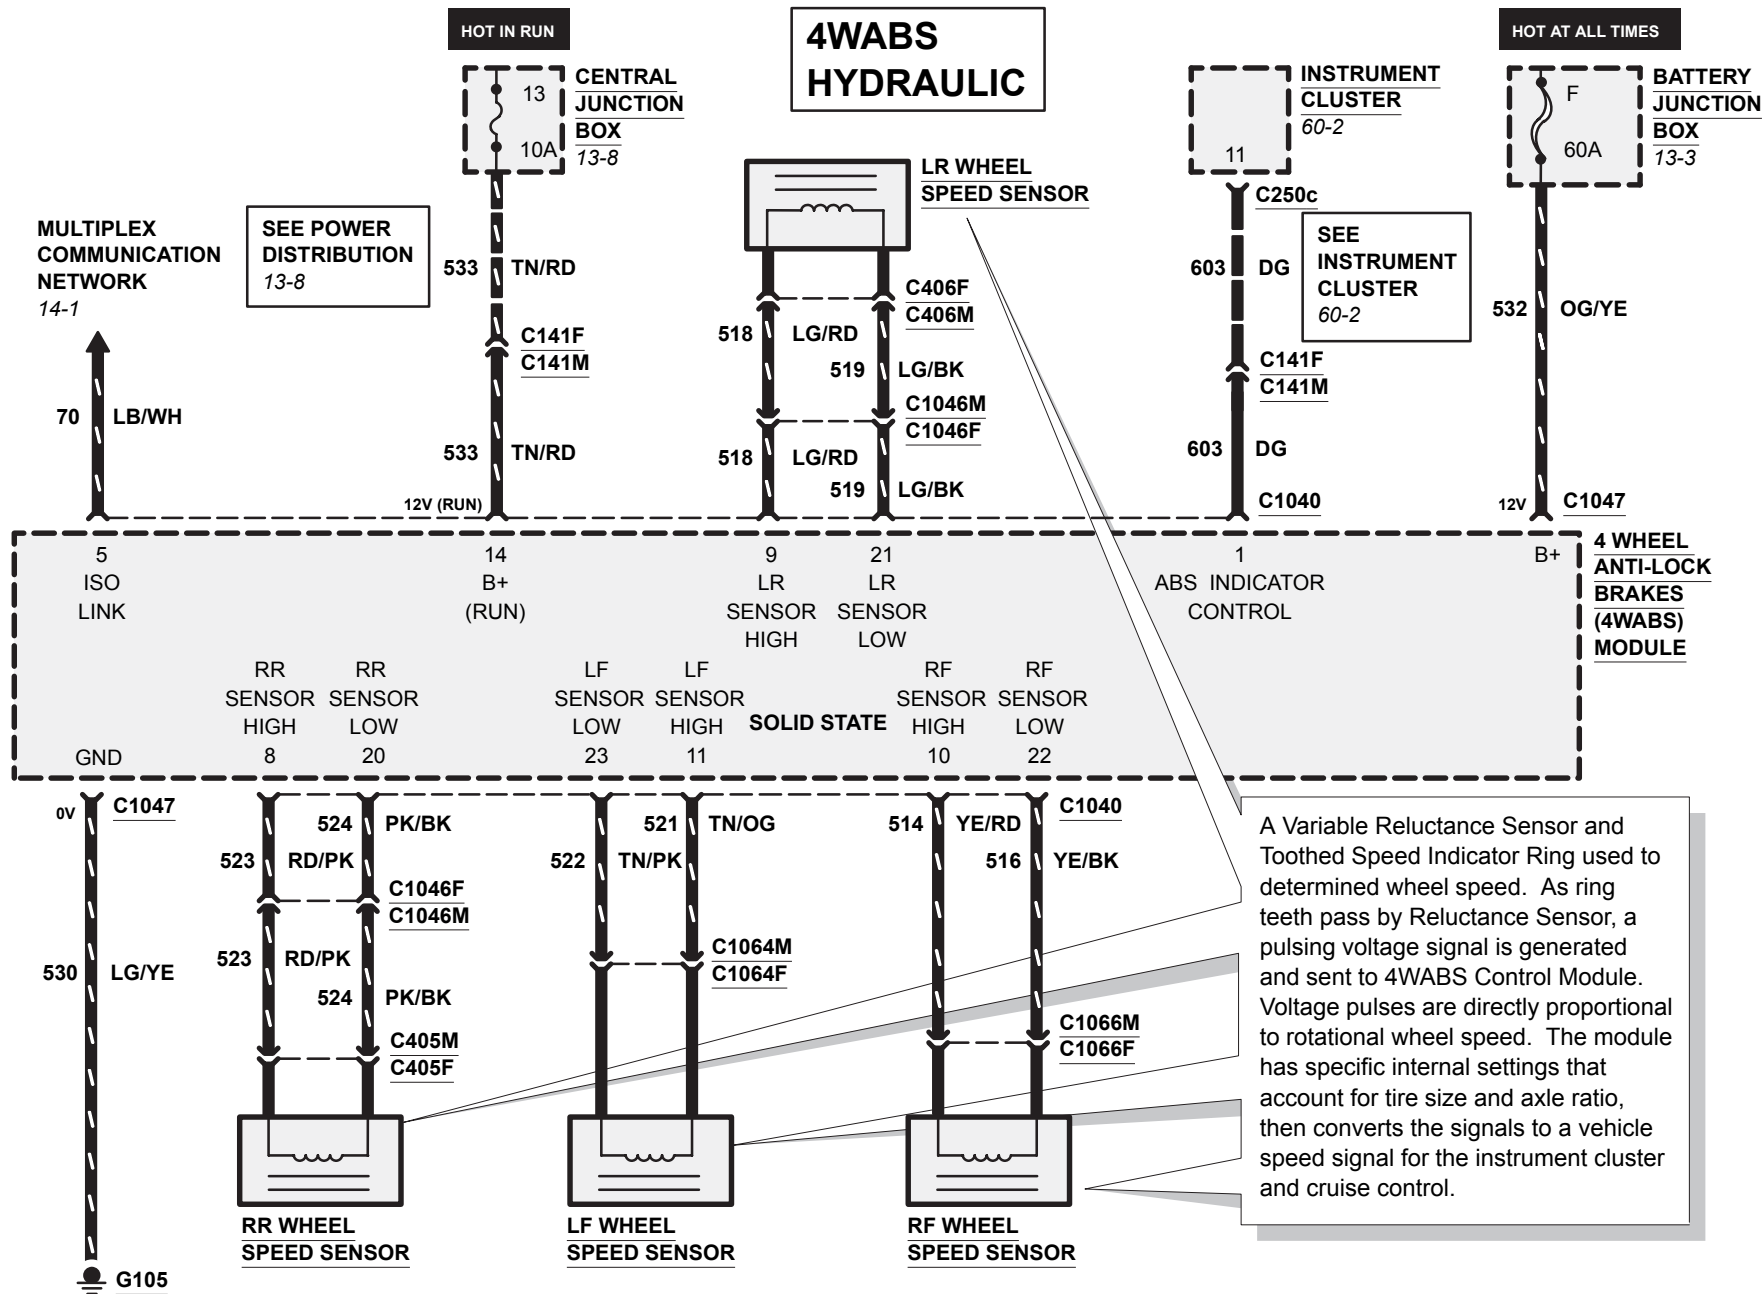 HOT IN RUN
4WABS
HYDRAULIC
HOT AT ALL TIMES
13
10A
CENTRAL
JUNCTION
BOX
13-8
INSTRUMENT
CLUSTER
60-2
11
F
60A
BATTERY
JUNCTION
BOX
13-3
LR WHEEL
SPEED SENSOR
MULTIPLEX
COMMUNICATION
NETWORK
14-1
SEE POWER
DISTRIBUTION
13-8
533 TN/RD
C141F
C141M
C406F
C406M
518 LG/RD
519 LG/BK
C1046M
C1046F
C250c
603 DG
SEE
INSTRUMENT
CLUSTER
60-2
532 OG/YE
C141F
C141M
70 LB/WH
533 TN/RD
518 LG/RD
519 LG/BK
603 DG
12V (RUN)
C1040
12V
C1047
5
ISO
LINK
14
B+
(RUN)
9
LR
SENSOR
HIGH
21
LR
SENSOR
LOW
1
ABS INDICATOR
CONTROL
B+
4 WHEEL
ANTI-LOCK
BRAKES
(4WABS)
MODULE
GND
RR
SENSOR
HIGH
8
RR
SENSOR
LOW
20
LF
SENSOR
LOW
23
LF
SENSOR
HIGH
11
SOLID STATE
RF
SENSOR
HIGH
10
RF
SENSOR
LOW
22
0V
C1047
524 PK/BK
523 RD/PK
C1046F
C1046M
523 RD/PK
524 PK/BK
C405M
C405F
521 TN/OG
522 TN/PK
C1064M
C1064F
514 YE/RD
516 YE/BK
C1040
C1066M
C1066F
530 LG/YE
G105
RR WHEEL
SPEED SENSOR
LF WHEEL
SPEED SENSOR
RF WHEEL
SPEED SENSOR
A Variable Reluctance Sensor and
Toothed Speed Indicator Ring used to
determined wheel speed. As ring
teeth pass by Reluctance Sensor, a
pulsing voltage signal is generated
and sent to 4WABS Control Module.
Voltage pulses are directly proportional
to rotational wheel speed. The module
has specific internal settings that
account for tire size and axle ratio,
then converts the signals to a vehicle
speed signal for the instrument cluster
and cruise control.